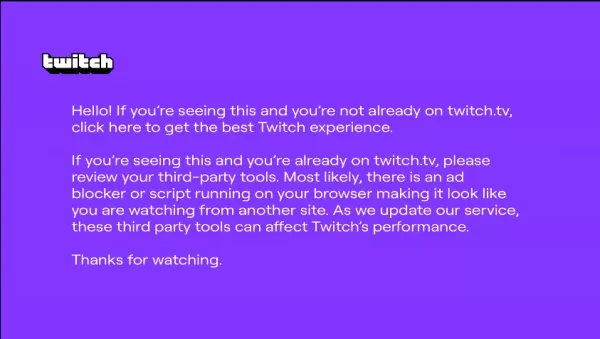 twitch
Hello! If you’re seeing this and you’re not already on twitch.tv,
click here to get the best Twitch experience.
If you’re seeing this and you’re already on twitch.tv, please
review your third-party tools. Most likely, there is an ad
blocker or script running on your browser making it look like
you are watching from another site. As we update our service,
these third party tools can affect Twitch’s performance.
Thanks for watching.